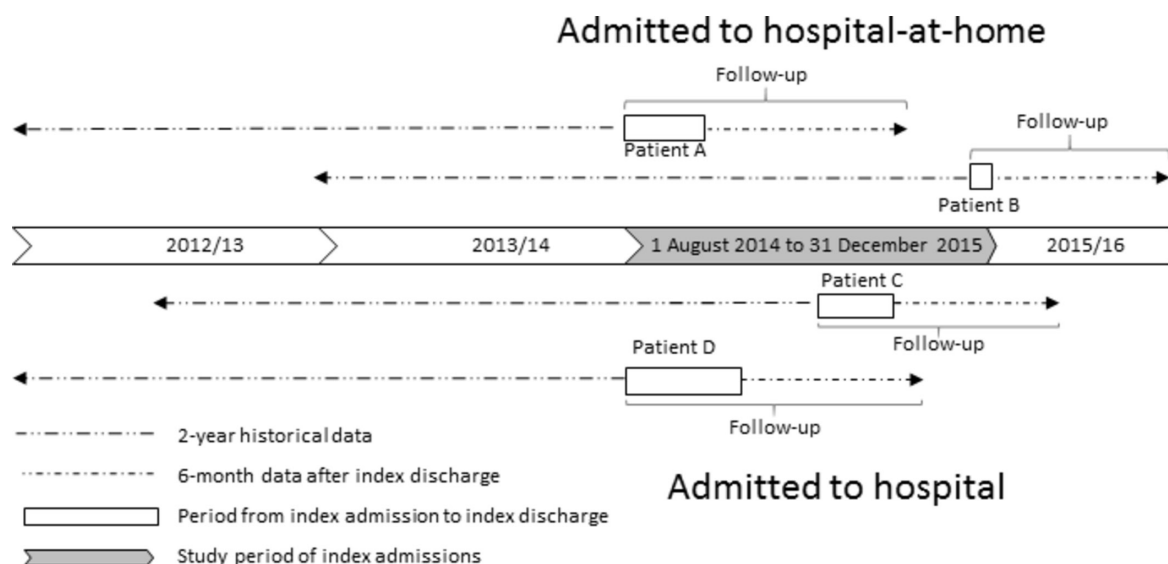 Admitted to hospital-at-home
Follow-up
Patient A
Follow-up
Patient B
2012/13
2013/14
1 August 2014 to 31 December 2015
2015/16
Patient C
Follow-up
Patient D
Follow-up
2-year historical data
6-month data after index discharge
Admitted to hospital
Period from index admission to index discharge
Study period of index admissions